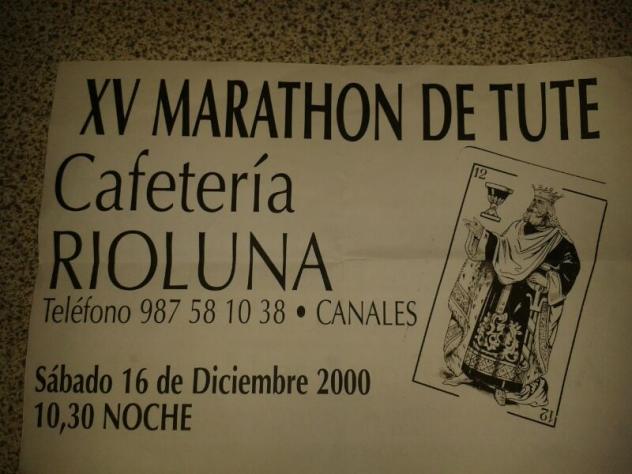 XV MARATHON DE TUTE
Cafetería
RIOLUNA
Teléfono 987 58 10 38 • CANALES
Sábado 16 de Diciembre 2000
10,30 NOCHE
12
12